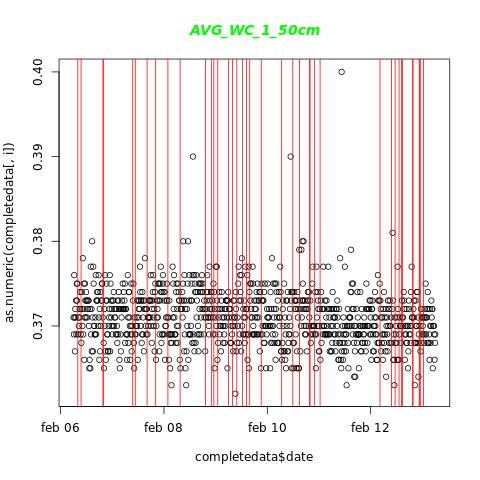 AVG_WC_1_50cm
0.40
0.39
0.38
0.37
as.numeric(completedata[, i])
feb 06 feb 08 feb 10 feb 12
completedata$date